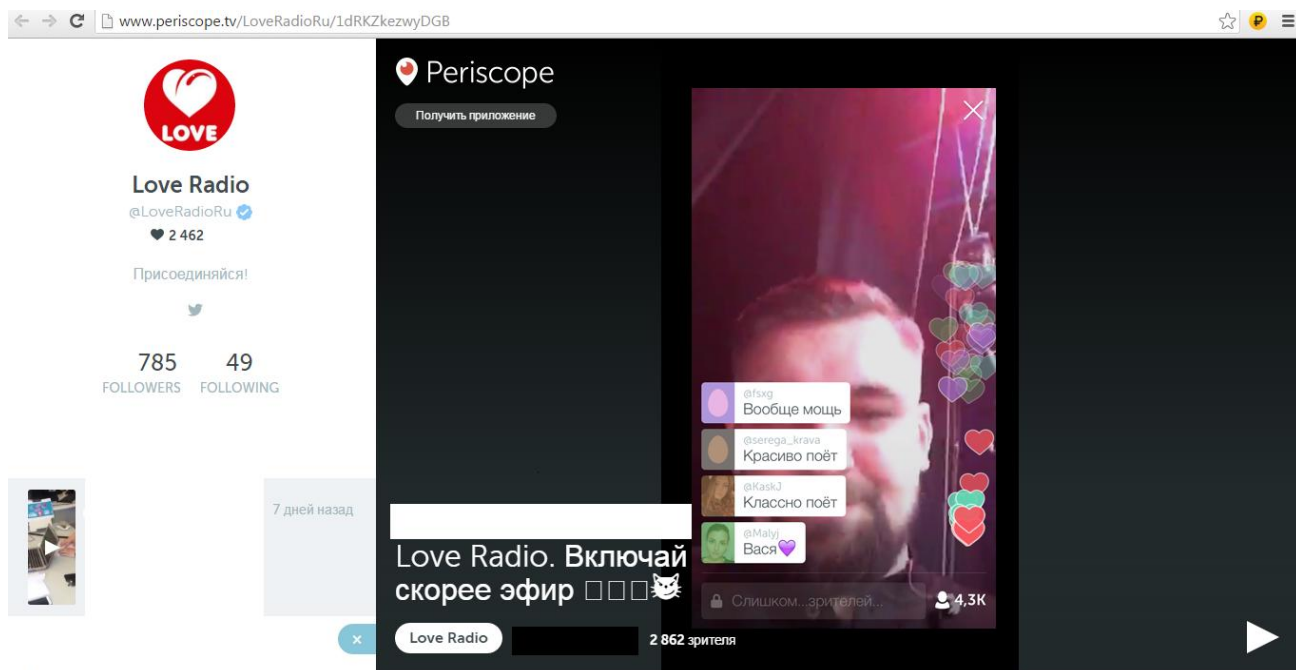 www.periscope.tv/LoveRadioRu/1dRKZkezwyDGB
LOVE
Love Radio
@LoveRadioRu
2 462
Присоединяйся!
785 49
FOLLOWERS FOLLOWING
7 дней назад
Periscope
Получить приложение
@fsxg
Вообще мощь
@serega_krava
Красиво поёт
@KaskJ
Классно поёт
@Malyj
Вася💜
Слишком...зрителей...
4,3K
Love Radio. Включай
скорее эфир □□□😼
Love Radio
2 862 зрителя